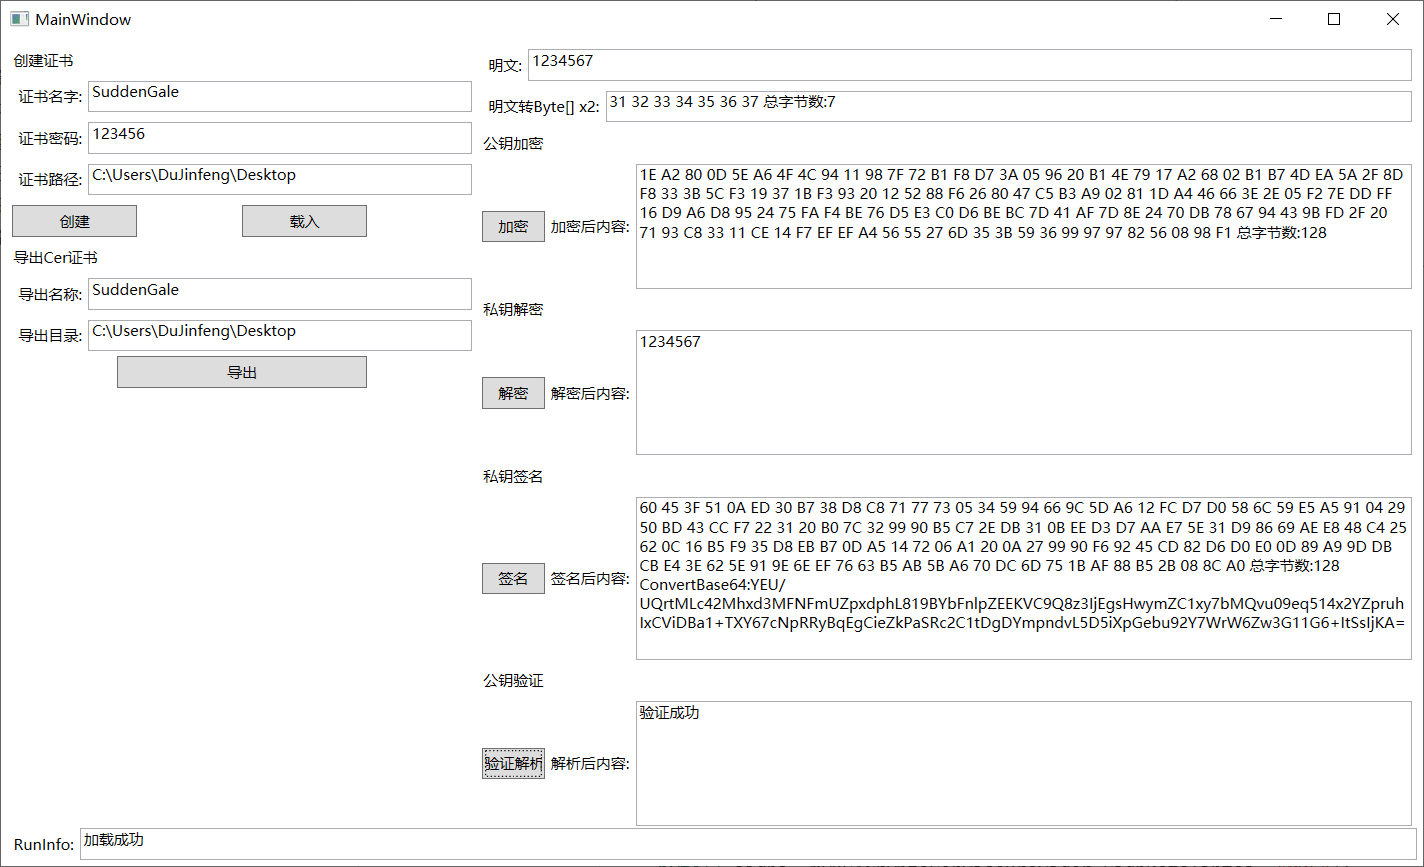 MainWindow
创建证书
证书名字: SuddenGale
证书密码: 123456
证书路径: C:\Users\DuJinfeng\Desktop
创建 载入
导出Cer证书
导出名称: SuddenGale
导出目录: C:\Users\DuJinfeng\Desktop
导出
明文: 1234567
明文转Byte[] x2: 31 32 33 34 35 36 37 总字节数:7
公钥加密
加密 加密后内容:
1E A2 80 0D 5E A6 4F 4C 94 11 98 7F 72 B1 F8 D7 3A 05 96 20 B1 4E 79 17 A2 68 02 B1 B7 4D EA 5A 2F 8D
F8 33 3B 5C F3 19 37 1B F3 93 20 12 52 88 F6 26 80 47 C5 B3 A9 02 81 1D A4 46 66 3E 2E 05 F2 7E DD FF
16 D9 A6 D8 95 24 75 FA F4 BE 76 D5 E3 C0 D6 BE BC 7D 41 AF 7D 8E 24 70 DB 78 67 94 43 9B FD 2F 20
71 93 C8 33 11 CE 14 F7 EF EF A4 56 55 27 6D 35 3B 59 36 99 97 97 82 56 08 98 F1 总字节数:128
私钥解密
解密 解密后内容:
1234567
私钥签名
签名 签名后内容:
60 45 3F 51 0A ED 30 B7 38 D8 C8 71 77 73 05 34 59 94 66 9C 5D A6 12 FC D7 D0 58 6C 59 E5 A5 91 04 29
50 BD 43 CC F7 22 31 20 B0 7C 32 99 90 B5 C7 2E DB 31 0B EE D3 D7 AA E7 5E 31 D9 86 69 AE E8 48 C4 25
62 0C 16 B5 F9 35 D8 EB B7 0D A5 14 72 06 A1 20 0A 27 99 90 F6 92 45 CD 82 D6 D0 E0 0D 89 A9 9D DB
CB E4 3E 62 5E 91 9E 6E EF 76 63 B5 AB 5B A6 70 DC 6D 75 1B AF 88 B5 2B 08 8C A0 总字节数:128
ConvertBase64:YEU/
UQrtMLc42Mhxd3MFNFmUZpxdphL819BYbFnlpZEEKVC9Q8z3IjEgsHwymZC1xy7bMQvu09eq514x2YZpruh
IxCViDBa1+TXY67cNpRRyBqEgCieZkPaSRc2C1tDgDYmpndvL5D5iXpGebu92Y7WrW6Zw3G11G6+ItSsIjKA=
公钥验证
验证解析 解析后内容:
验证成功
RunInfo: 加载成功